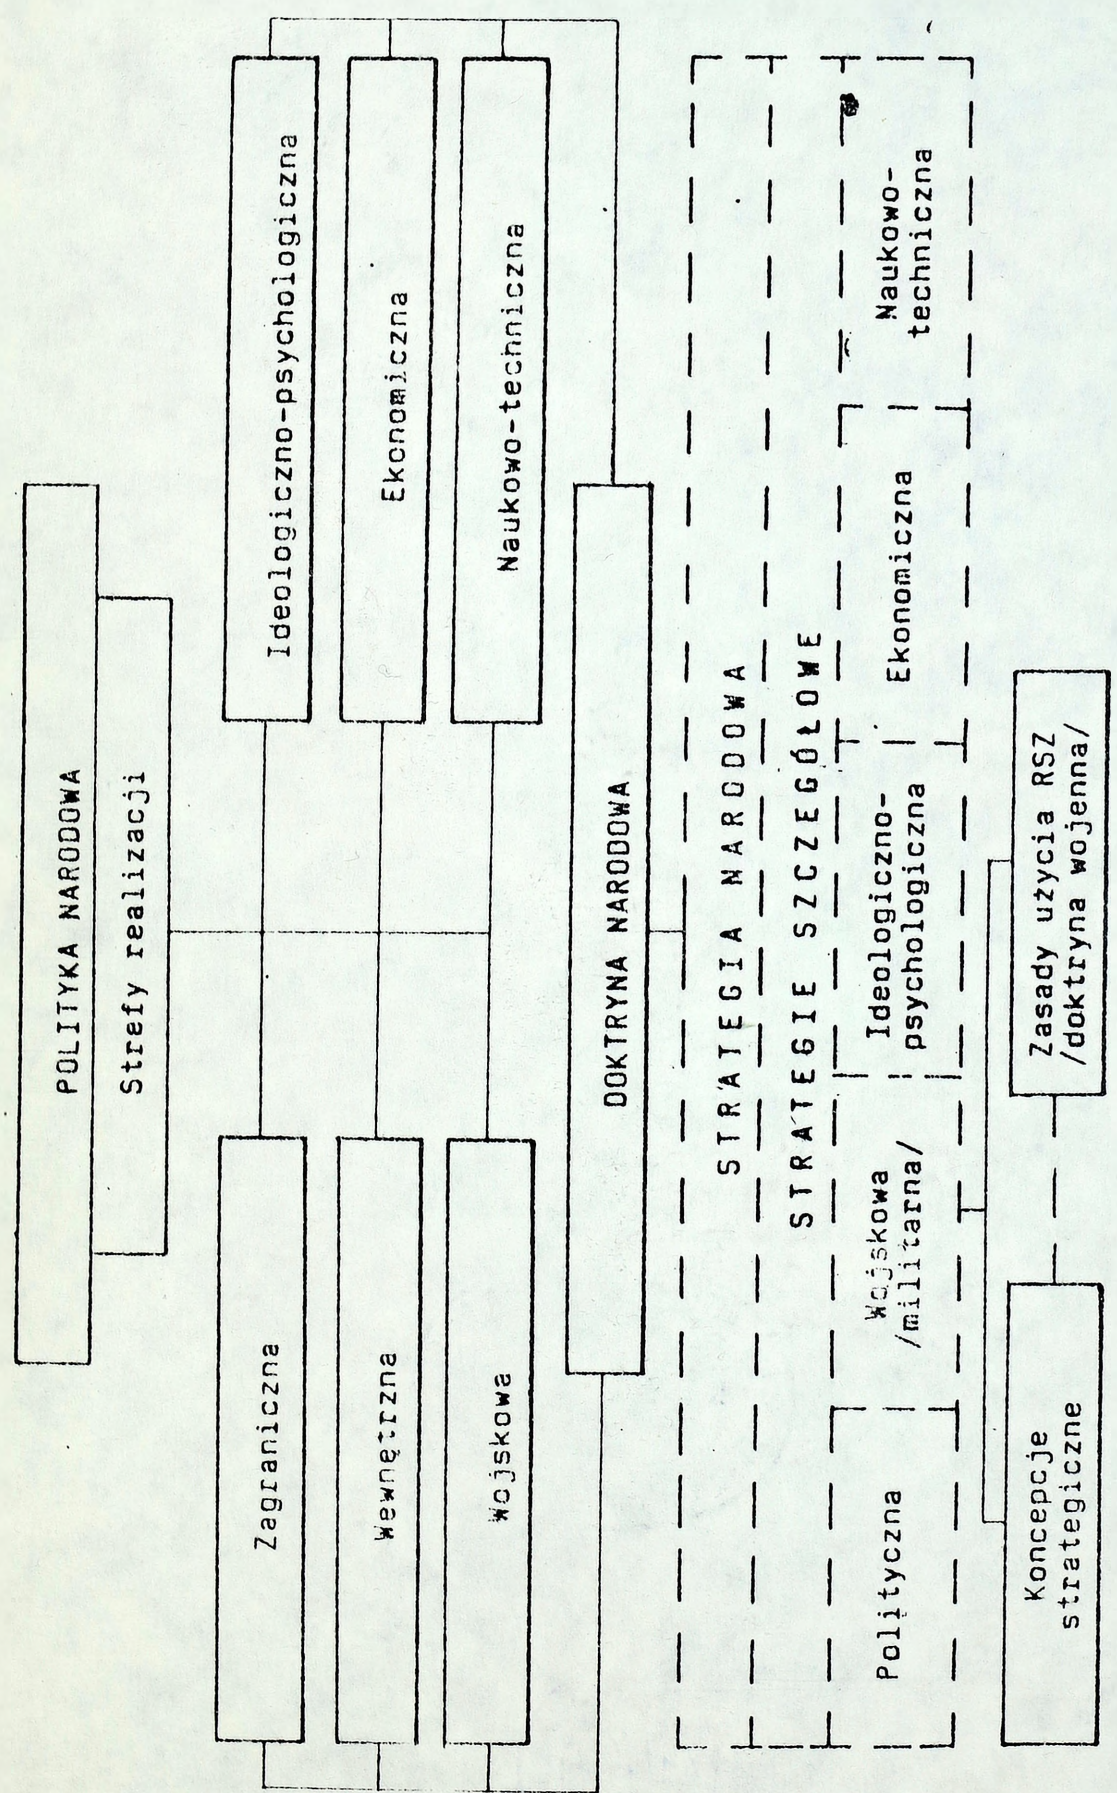 POLITYKA NARODOWA
Strefy realizacji
Zagraniczna
Ideologiczno-psychologiczna
Wewnętrzna
Ekonomiczna
Wojskowa
Naukowo-techniczna
DOKTRYNA NARODOWA
STRATEGIA NARODOWA
STRATEGIE SZCZEGÓŁOWE
Polityczna
Wojskowa
/militarna/
Ideologiczno-
psychologiczna
Ekonomiczna
Naukowo-
techniczna
Koncepcje
strategiczne
Zasady użycia RSZ
/doktryna wojenna/